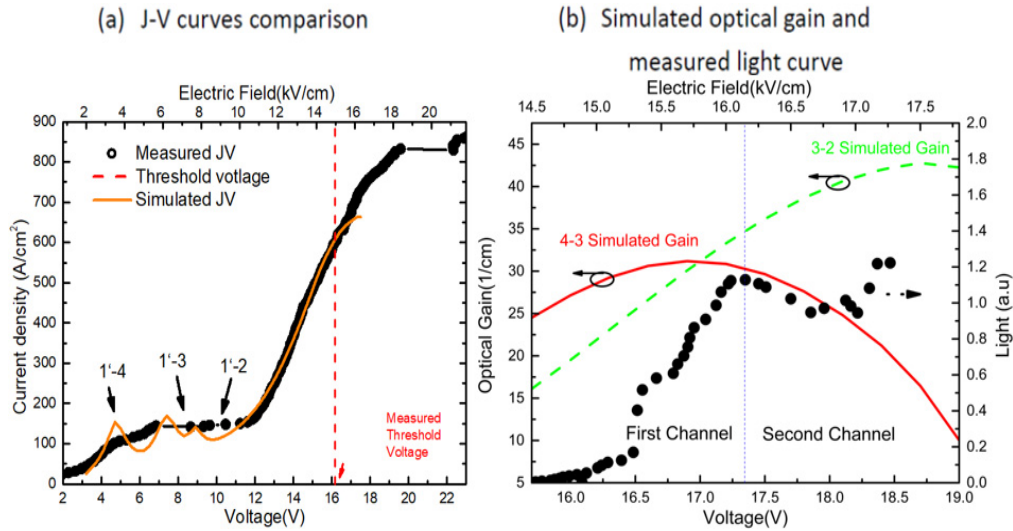 (a) J-V curves comparison
Electric Field(kV/cm)
2 4 6 8 10 12 14 16 18 20
900
800
700
600
500
400
300
200
100
0
Current density (A/cm²)
Measured JV
Threshold votlage
Simulated JV
1'-4
1'-3
1'-2
Measured
Threshold
Voltage
2 4 6 8 10 12 14 16 18 20 22
Voltage(V)
(b) Simulated optical gain and
measured light curve
Electric Field(kV/cm)
14.5 15.0 15.5 16.0 16.5 17.0 17.5
45
40
35
30
25
20
15
10
5
Optical Gain(1/cm)
3-2 Simulated Gain
4-3 Simulated Gain
First Channel
Second Channel
2.0
1.8
1.6
1.4
1.2
1.0
0.8
0.6
0.4
0.2
0.0
Light (a.u)
16.0 16.5 17.0 17.5 18.0 18.5 19.0
Voltage(V)